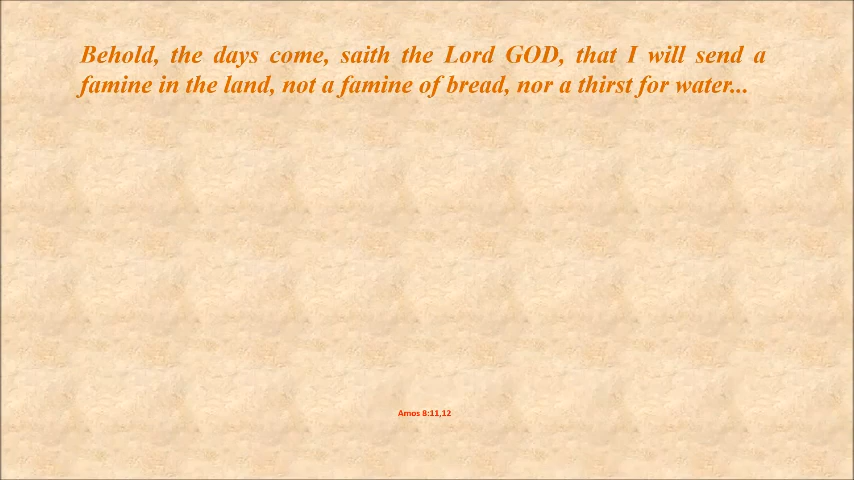 Behold, the days come, saith the Lord GOD, that I will send a
famine in the land, not a famine of bread, nor a thirst for water...
Amos 8:11,12